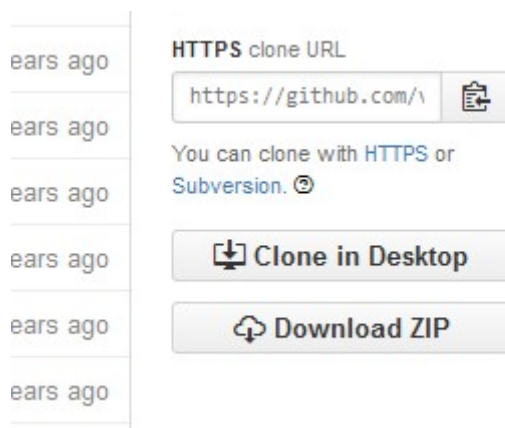 ears ago
ears ago
ears ago
ears ago
ears ago
ears ago
HTTPS clone URL
https://github.com/
You can clone with HTTPS or
Subversion.
Clone in Desktop
Download ZIP